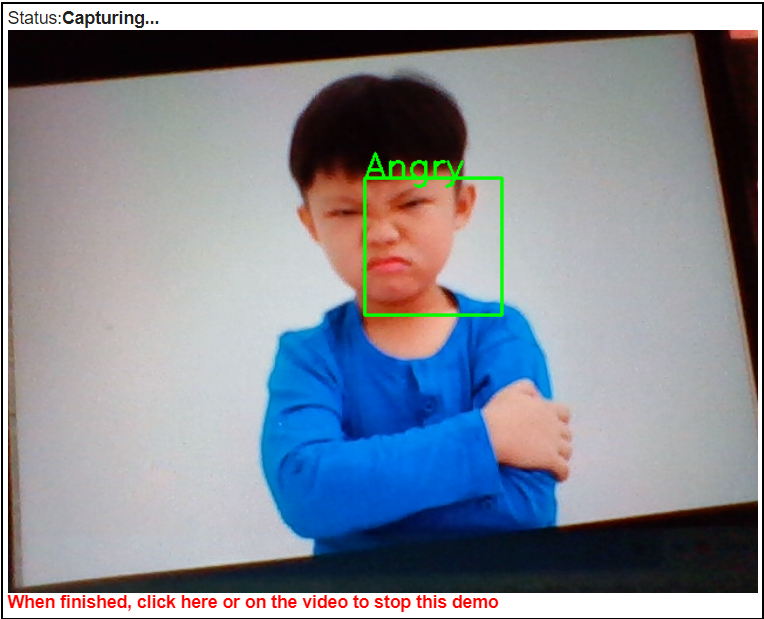 Status:Capturing...
Angry
When finished, click here or on the video to stop this demo